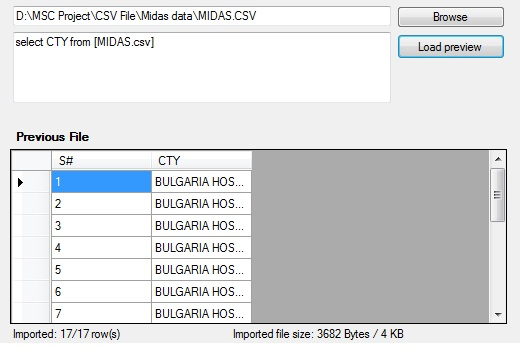 D:\MSC Project\CSV File\Midas data\MIDAS.CSV Browse
select CTY from [MIDAS.csv] Load preview
Previous File
S# CTY
1 BULGARIA HOS...
2 BULGARIA HOS...
3 BULGARIA HOS...
4 BULGARIA HOS...
5 BULGARIA HOS...
6 BULGARIA HOS...
7 BULGARIA HOS...
Imported: 17/17 row(s) Imported file size: 3682 Bytes / 4 KB